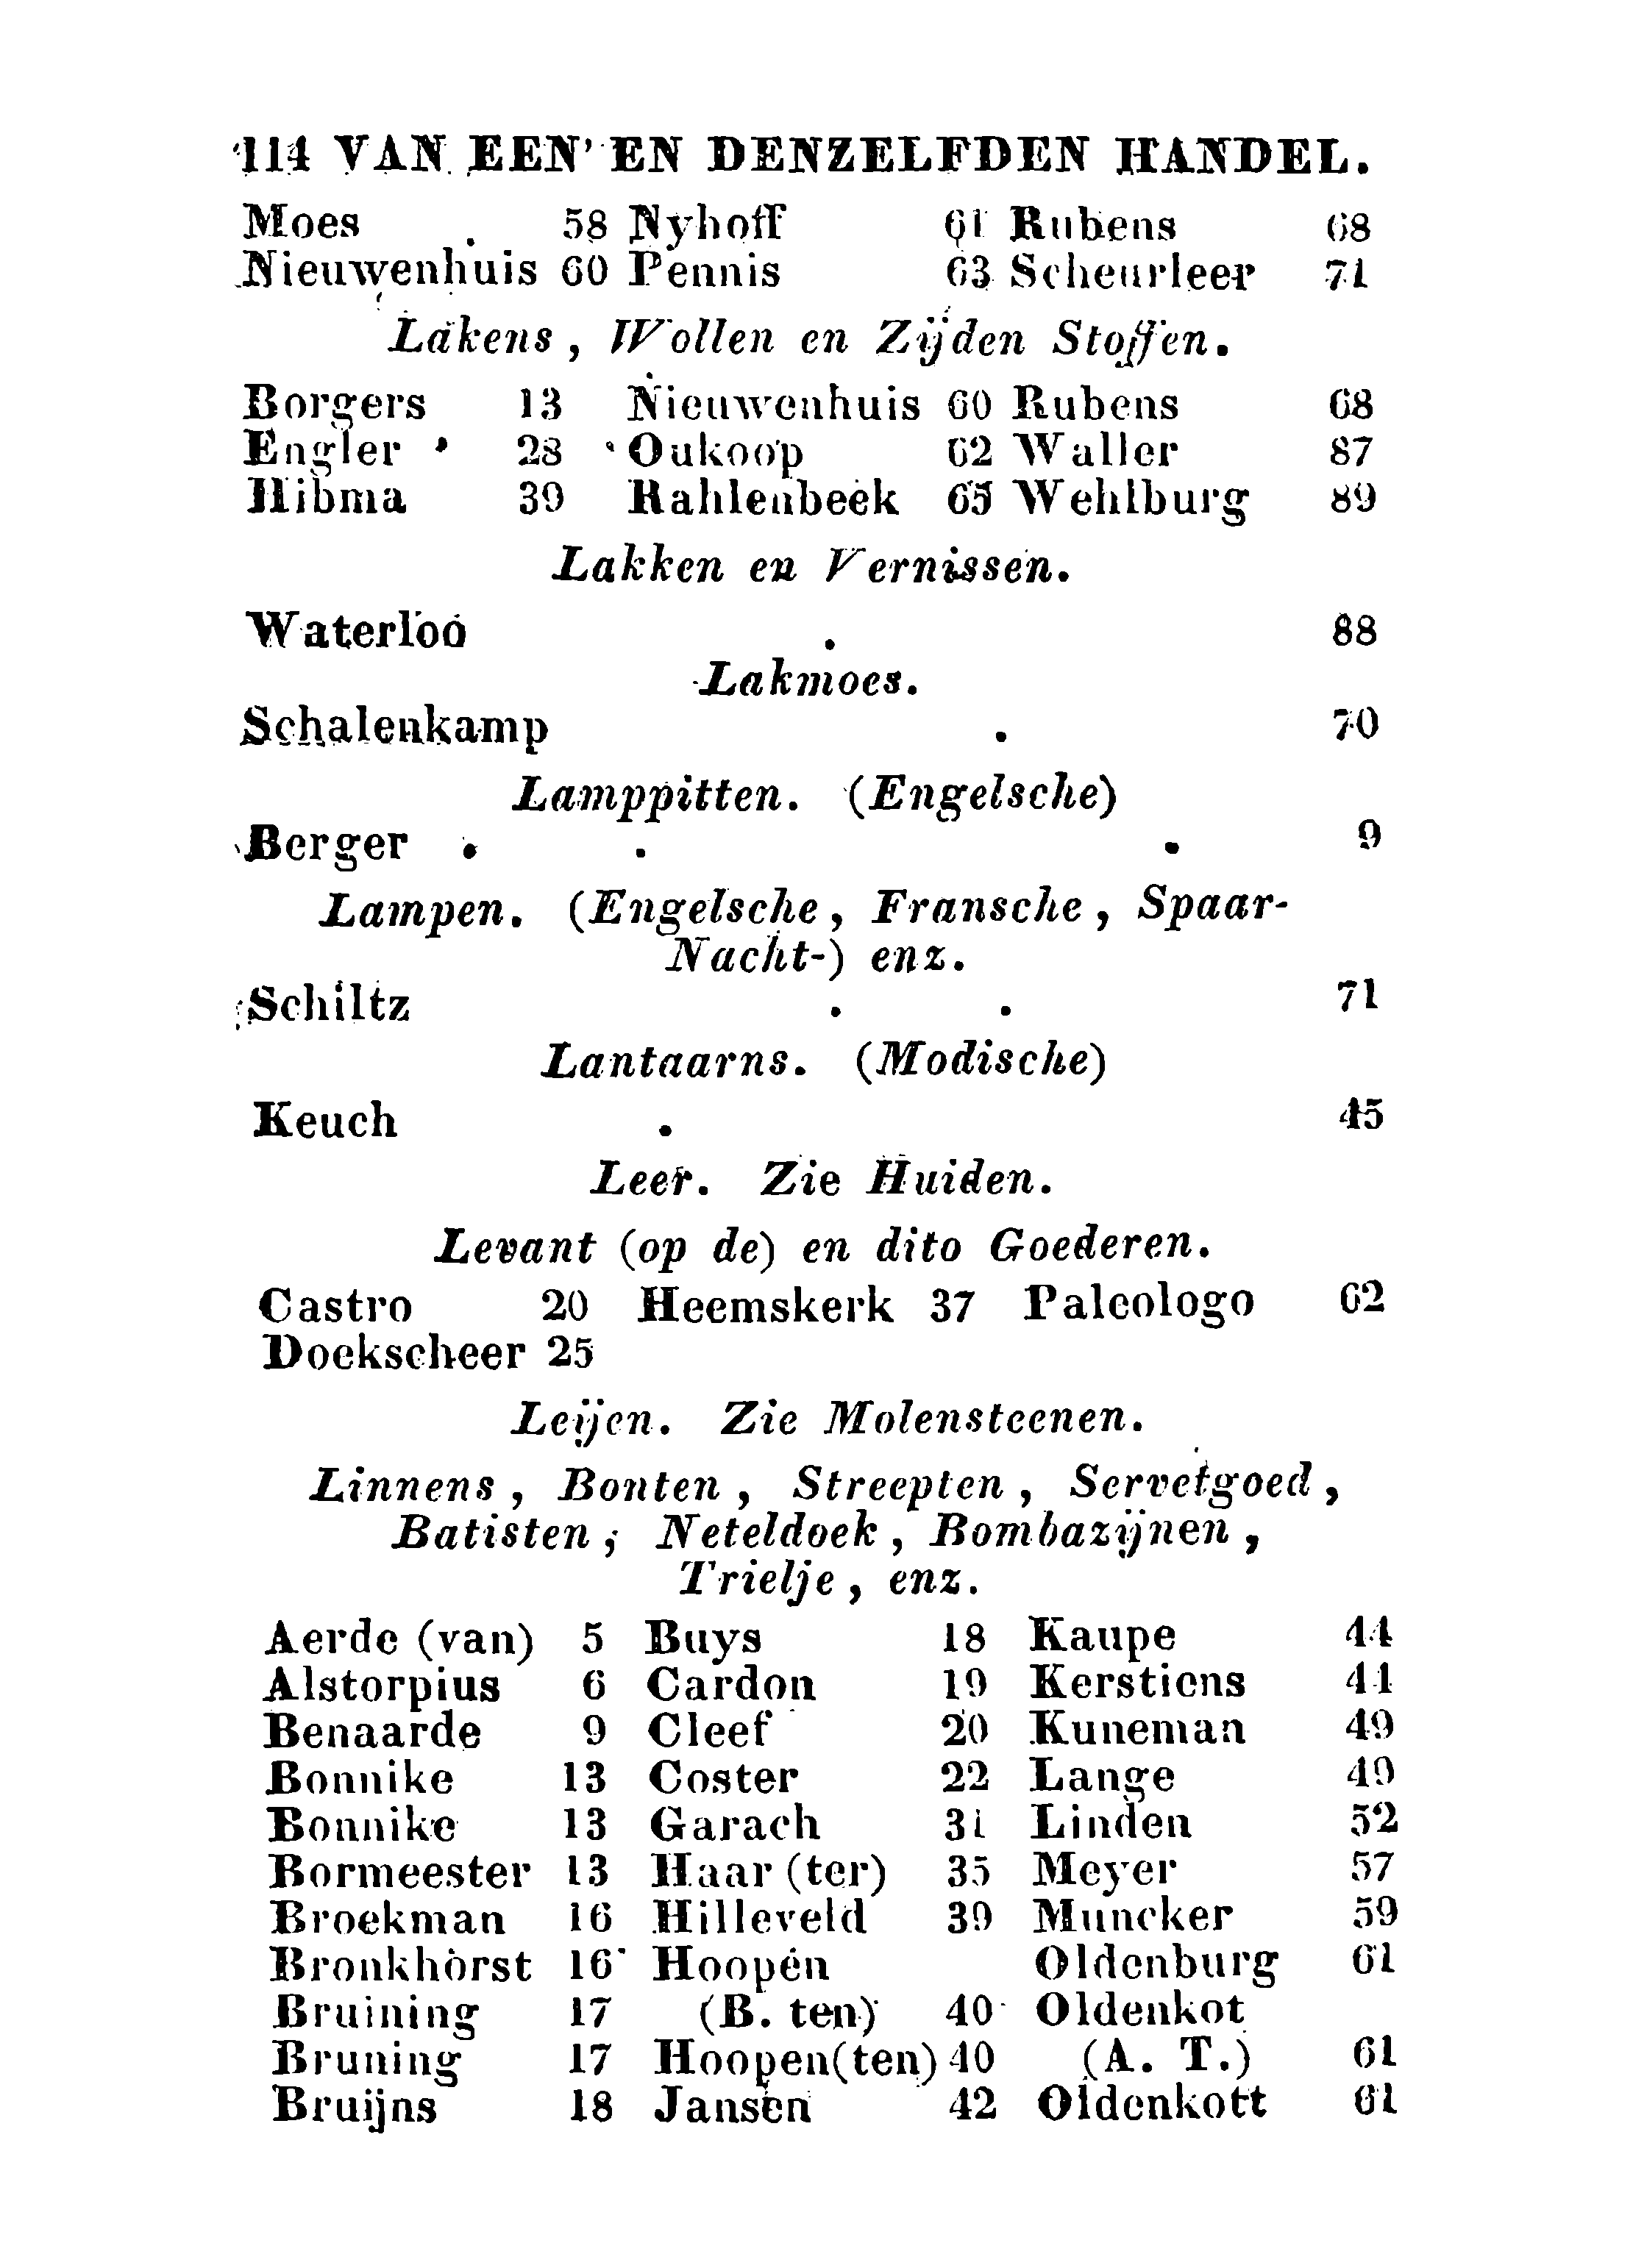 114 VAN EEN' EN DENZELFDEN HANDEL.
Moes . 58 Nyhoff 61 Rubens 68
Nieuwenhuis 60 Pennis 63 Scheurleer 71
Lakens, Wollen en Zijden Stoffen.
Borgers 13 Nieuwenhuis 60 Rubens 68
Engler 28 Oukoop 62 Waller 87
Hibma 39 Rahlenbeek 65 Wehlburg 89
Lakken en Vernissen.
Waterloo . 88
Lakmoes.
Schalenkamp . 70
Lamppitten. (Engelsche)
Berger . . . 9
Lampen. (Engelsche, Fransche, Spaar-
Nacht-) enz.
Schiltz . . 71
Lantaarns. (Modische)
Keuch . 45
Leer. Zie Huiden.
Levant (op de) en dito Goederen.
Castro 20 Heemskerk 37 Paleologo 62
Doekscheer 25
Leijen. Zie Molensteenen.
Linnens, Bonten, Streepten, Servetgoed,
Batisten, Neteldoek, Bombazijnen,
Trielje, enz.
Aerde (van) 5 Buys 18 Kaupe 44
Alstorpius 6 Cardon 19 Kerstiens 44
Benaarde 9 Cleef 20 Kuneman 49
Bonnike 13 Coster 22 Lange 49
Bonnike 13 Garach 31 Linden 52
Bormeester 13 Haar (ter) 35 Meyer 57
Broekman 16 Hilleveld 39 Muncker 59
Bronkhorst 16 Hoopen Oldenburg 61
Bruining 17 (B. ten) 40 Oldenkot
Bruning 17 Hoopen (ten) 40 (A. T.) 61
Bruijns 18 Jansen 42 Oldenkott 61